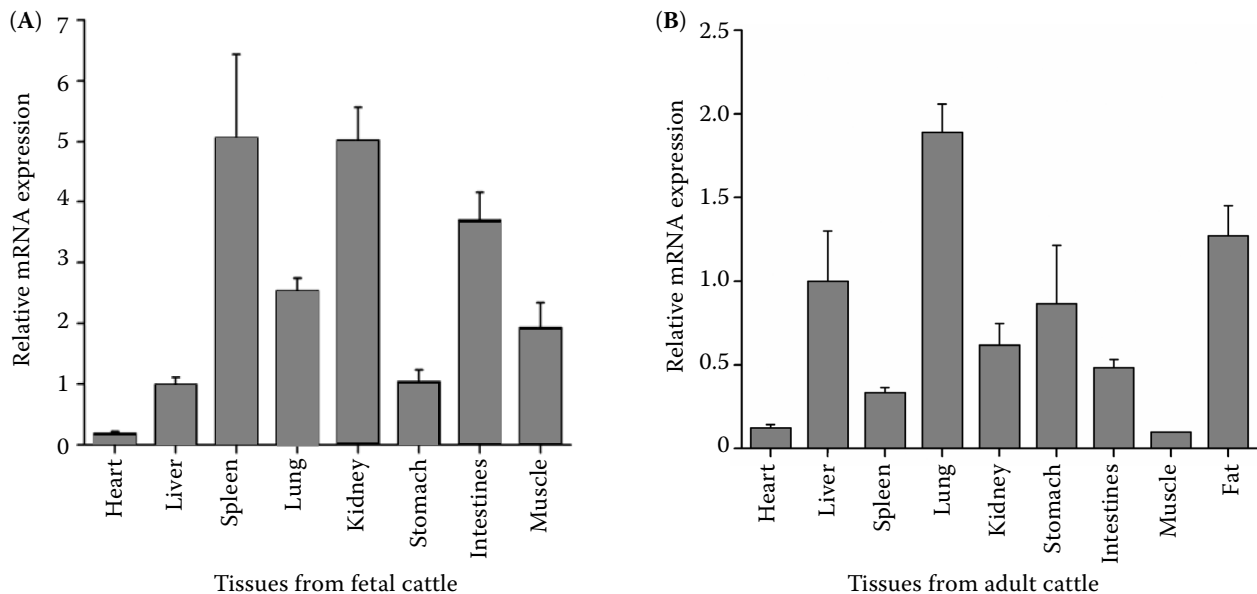 (A)
Relative mRNA expression
7
6
5
4
3
2
1
0
Heart
Liver
Spleen
Lung
Kidney
Stomach
Intestines
Muscle
Tissues from fetal cattle
(B)
Relative mRNA expression
2.5
2.0
1.5
1.0
0.5
0
Heart
Liver
Spleen
Lung
Kidney
Stomach
Intestines
Muscle
Fat
Tissues from adult cattle